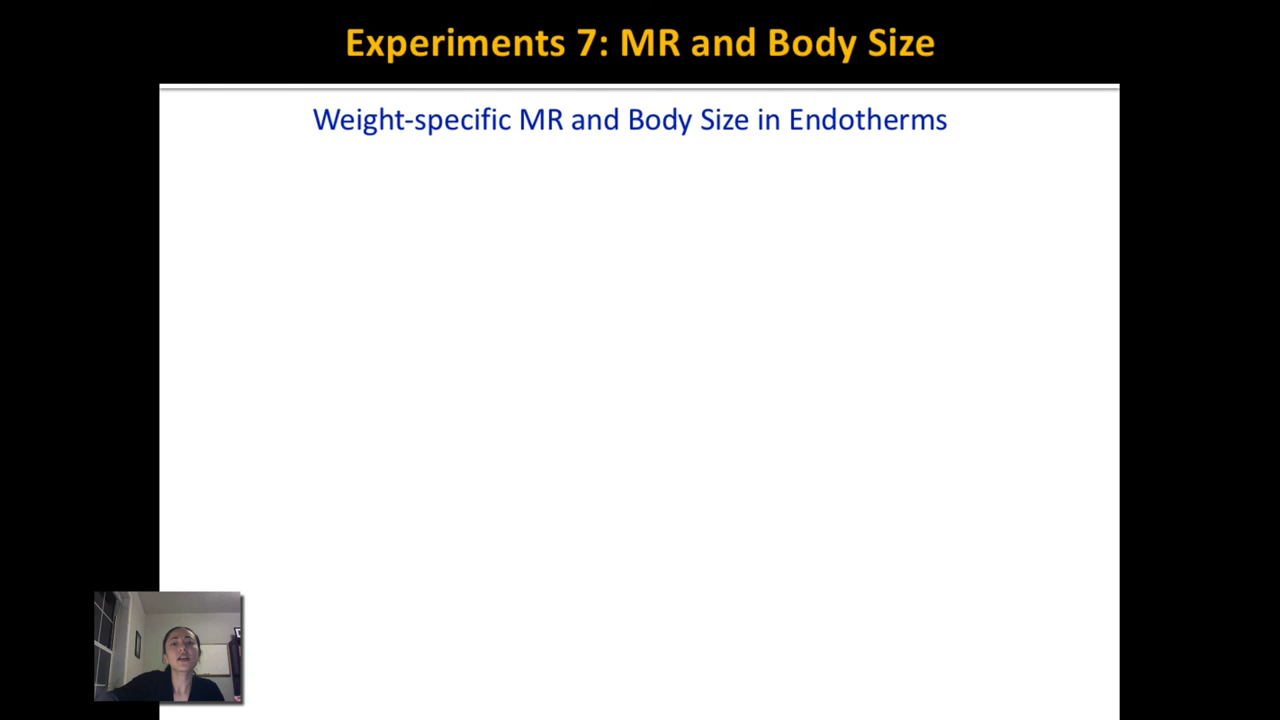 Experiments 7: MR and Body Size
Weight-specific MR and Body Size in Endotherms